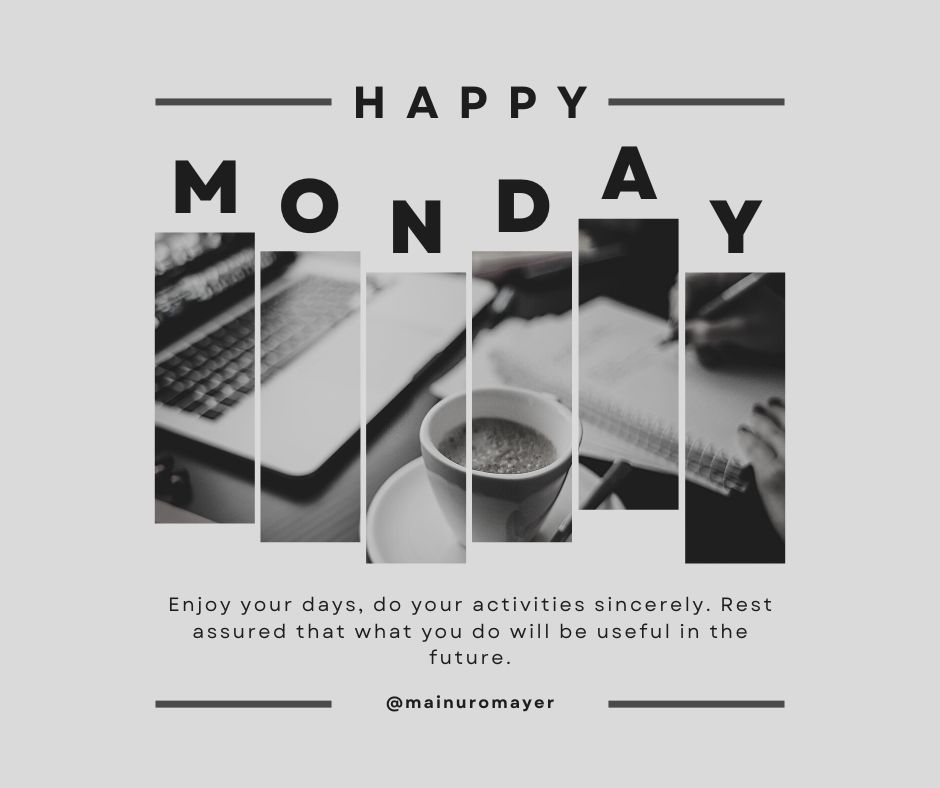 HAPPY
MONDAY
Enjoy your days, do your activities sincerely. Rest
assured that what you do will be useful in the
future.
@mainuromayer